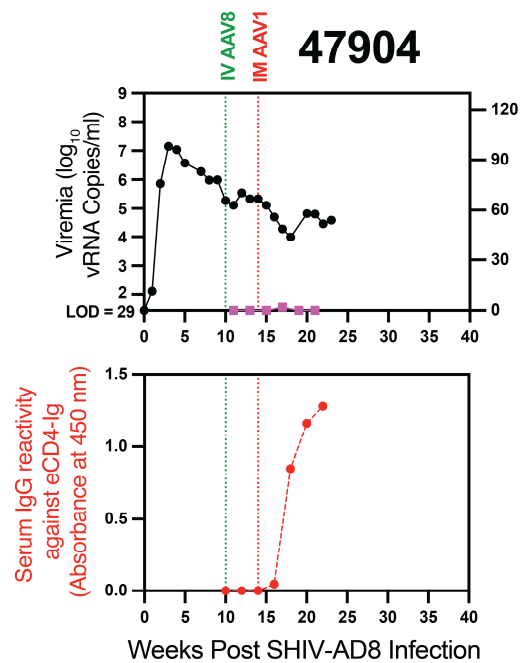 IV AAV8
IM AAV1
47904
Viremia (log10
vRNA Copies/ml)
9
8
7
6
5
4
3
2
LOD = 29
120
90
60
30
0
0 5 10 15 20 25 30 35 40
Serum IgG reactivity
against eCD4-Ig
(Absorbance at 450 nm)
1.5
1.0
0.5
0.0
0 5 10 15 20 25 30 35 40
Weeks Post SHIV-AD8 Infection